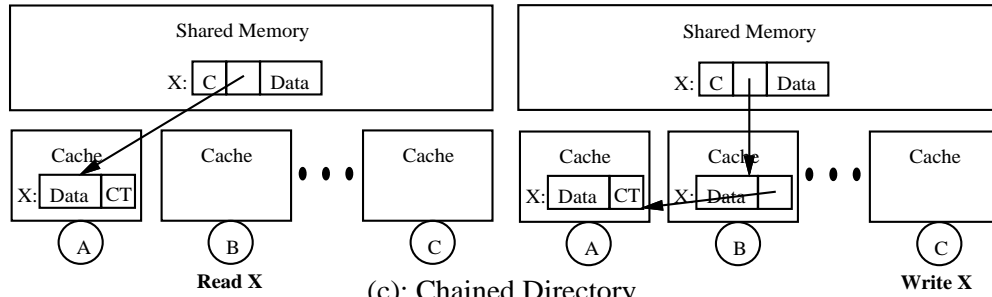 Shared Memory
X: C Data
Cache
X: Data CT
A
Cache
B
Cache
C
Read X
Shared Memory
X: C Data
Cache
X: Data CT
A
Cache
X: Data
B
Cache
C
Write X
(c): Chained Directory